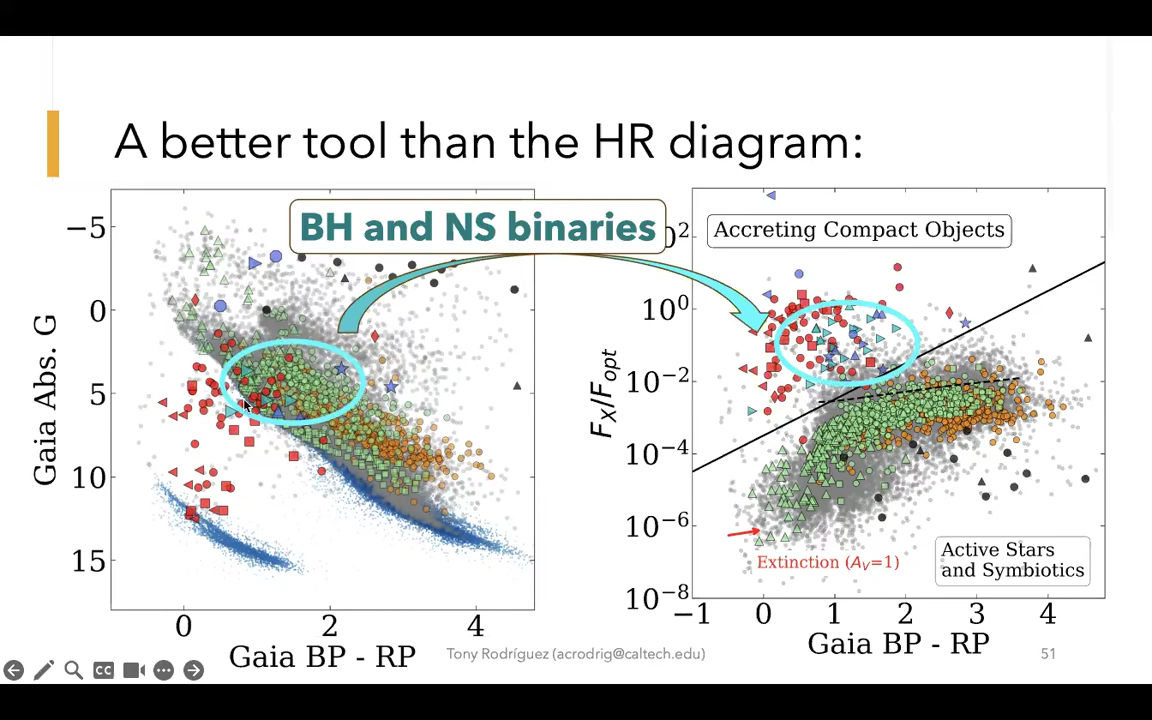 A better tool than the HR diagram:
BH and NS binaries
−5
0
5
10
15
Gaia Abs. G
0 2 4
Gaia BP - RP
Accreting Compact Objects
10⁰
10⁻²
10⁻⁴
10⁻⁶
10⁻⁸
F_X/F_opt
Extinction (A_V=1)
Active Stars
and Symbiotics
−1 0 1 2 3 4
Gaia BP - RP
Tony Rodríguez (acrodrig@caltech.edu)
51
CC